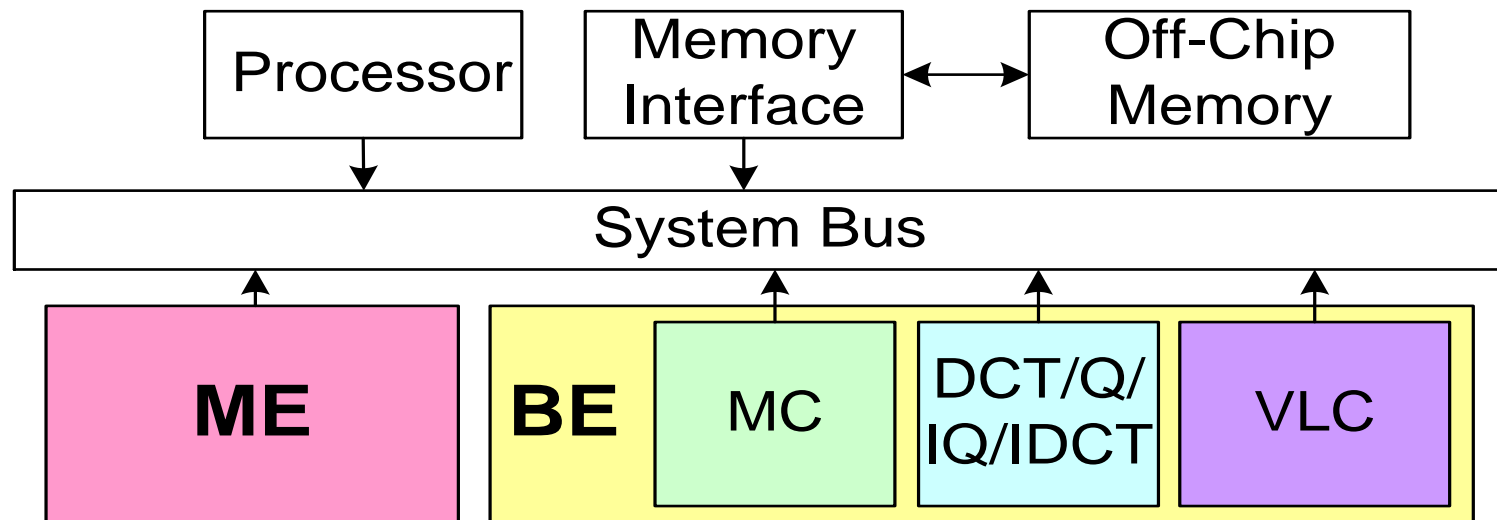 Processor
Memory
Interface
Off-Chip
Memory
System Bus
ME
BE
MC
DCT/Q/
IQ/IDCT
VLC